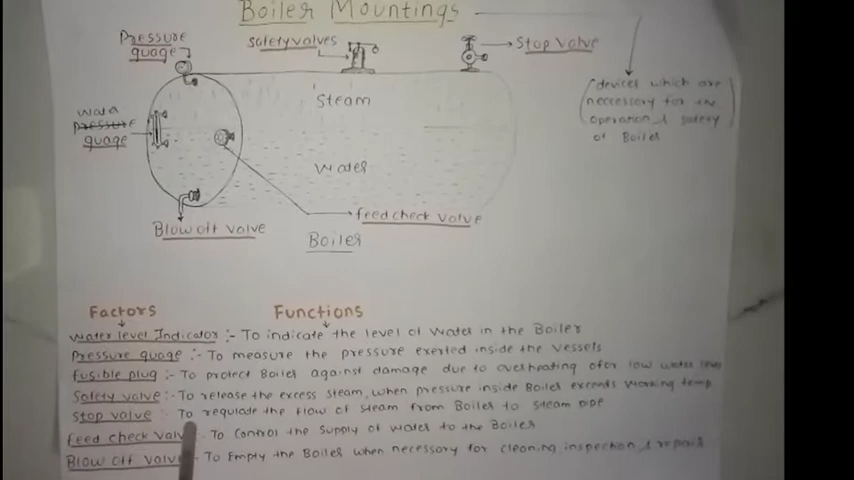 Boiler Mountings
Pressure
guage
safety valves
Stop valve
(devices which are
neccessory for the
operation & safety
of Boiler
Steam
Water
pressure
guage
Water
feed check valve
Blow off valve
Boiler
Factors
Functions
Water level Indicator :- To indicate the level of Water in the Boiler
Pressure guage :- To measure the pressure exerted inside the vessels
fusible plug :- To protect Boiler against damage due to overheating ofor low water level
Safety valve :- To release the excess steam, when pressure inside Boiler exceends working temp
Stop valve :- To regulade the flow of steam from Boiler to steam pipe
feed check valve :- To control the supply of water to the Boiler
Blow off valve :- To Empty the Boiler when necessary for cleaning, inspection & repair